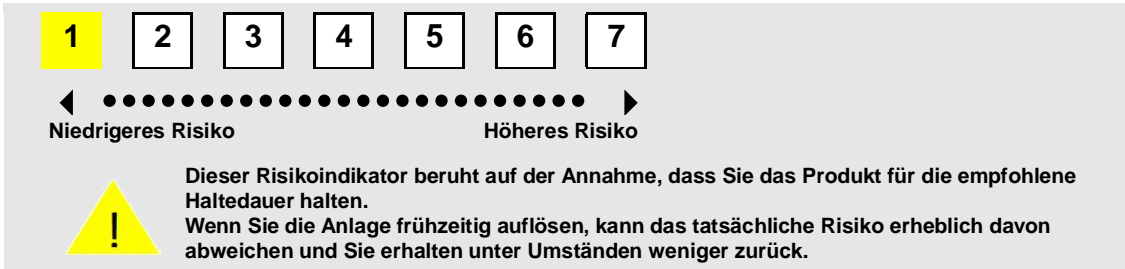 1 2 3 4 5 6 7
Niedrigeres Risiko Höheres Risiko
Dieser Risikoindikator beruht auf der Annahme, dass Sie das Produkt für die empfohlene
Haltedauer halten.
Wenn Sie die Anlage frühzeitig auflösen, kann das tatsächliche Risiko erheblich davon
abweichen und Sie erhalten unter Umständen weniger zurück.
!